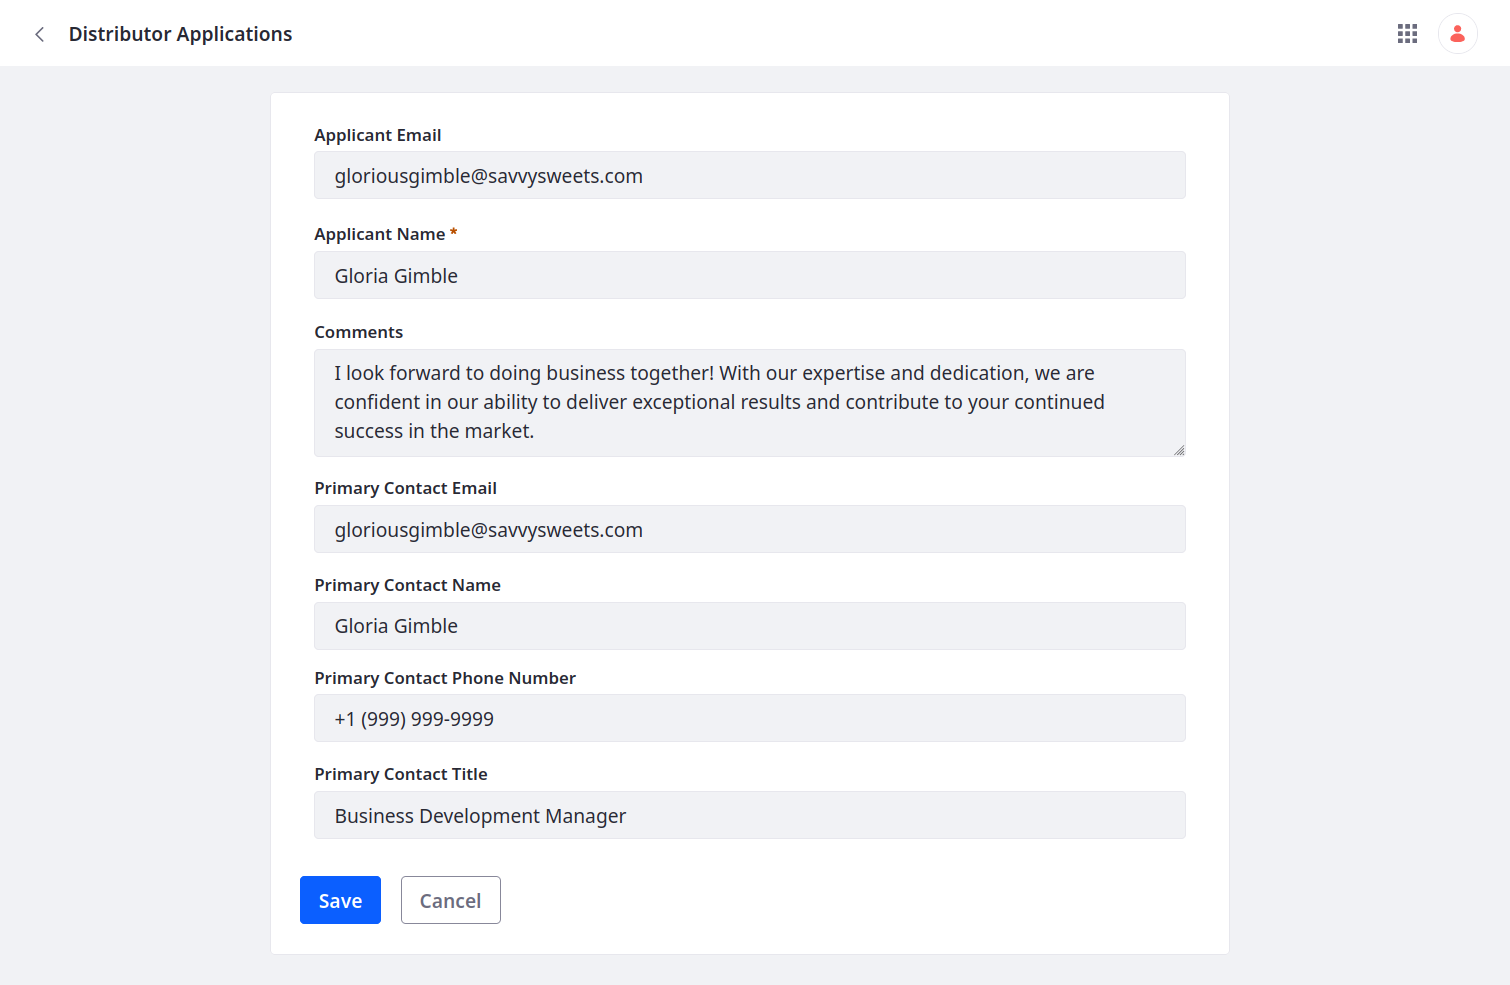 Distributor Applications
Applicant Email
gloriousgimble@savvysweets.com
Applicant Name *
Gloria Gimble
Comments
I look forward to doing business together! With our expertise and dedication, we are
confident in our ability to deliver exceptional results and contribute to your continued
success in the market.
Primary Contact Email
gloriousgimble@savvysweets.com
Primary Contact Name
Gloria Gimble
Primary Contact Phone Number
+1 (999) 999-9999
Primary Contact Title
Business Development Manager
Save Cancel